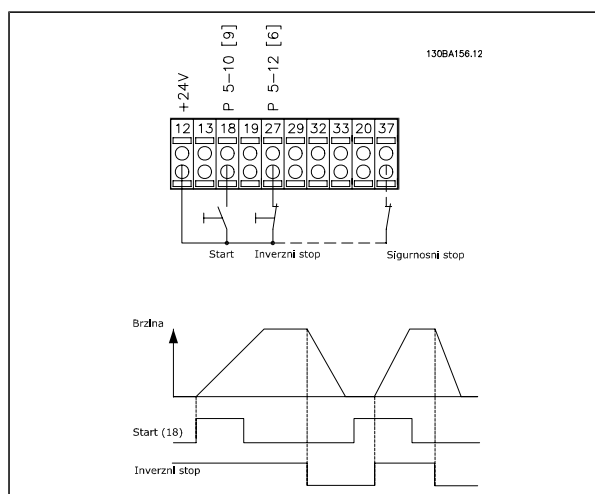 130BA156.12
+24V
P 5-10 [9]
P 5-12 [6]
12 13 18 19 27 29 32 33 20 37
Start Inverzni stop Sigurnosni stop
Brzina
Start (18)
Inverzni stop